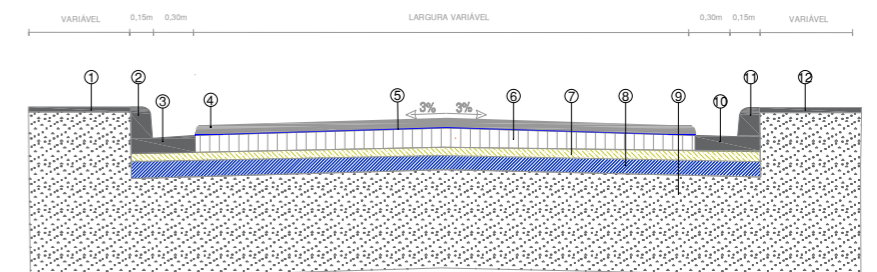 VARIÁVEL 0,15m 0,30m LARGURA VARIÁVEL 0,30m 0,15m VARIÁVEL
1 2 3 4 5 3% 3% 6 7 8 9 10 11 12